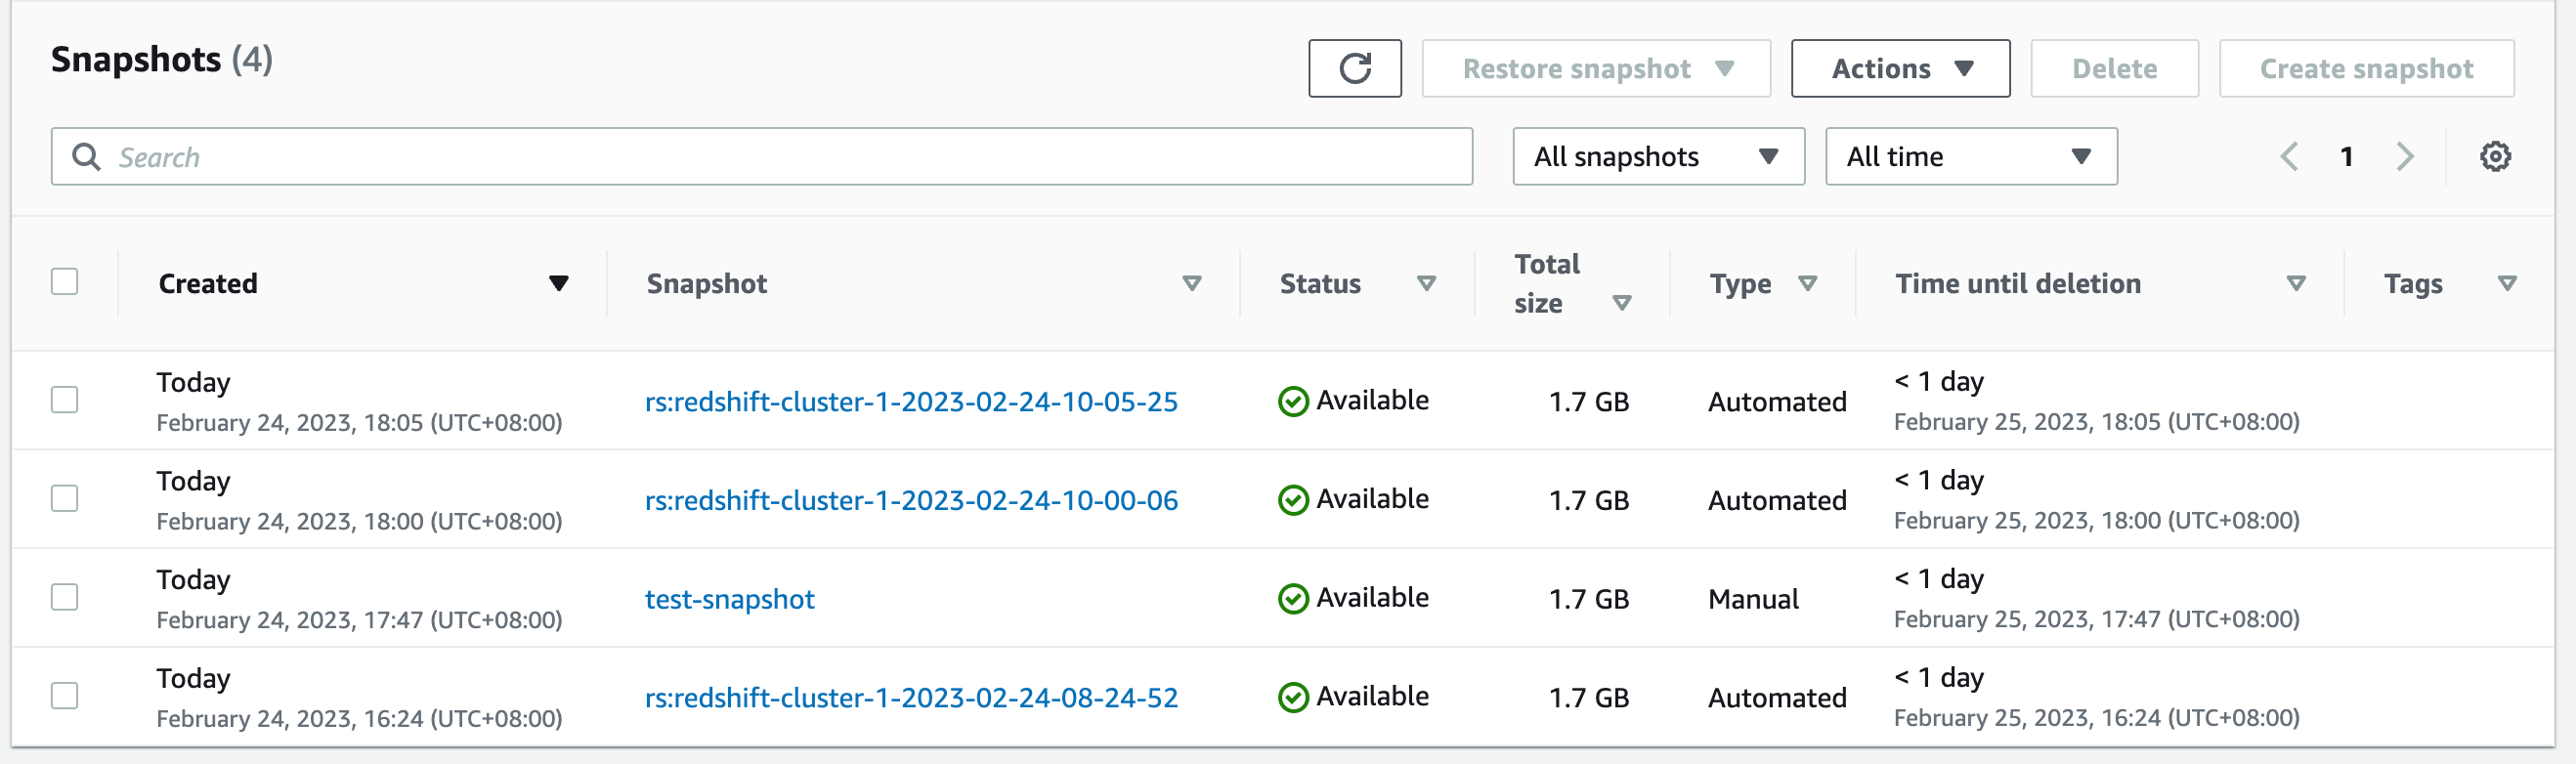 Snapshots (4)
Restore snapshot
Actions
Delete
Create snapshot
Search
All snapshots
All time
1
Created
Snapshot
Status
Total
size
Type
Time until deletion
Tags
Today
February 24, 2023, 18:05 (UTC+08:00)
rs:redshift-cluster-1-2023-02-24-10-05-25
Available
1.7 GB
Automated
< 1 day
February 25, 2023, 18:05 (UTC+08:00)
Today
February 24, 2023, 18:00 (UTC+08:00)
rs:redshift-cluster-1-2023-02-24-10-00-06
Available
1.7 GB
Automated
< 1 day
February 25, 2023, 18:00 (UTC+08:00)
Today
February 24, 2023, 17:47 (UTC+08:00)
test-snapshot
Available
1.7 GB
Manual
< 1 day
February 25, 2023, 17:47 (UTC+08:00)
Today
February 24, 2023, 16:24 (UTC+08:00)
rs:redshift-cluster-1-2023-02-24-08-24-52
Available
1.7 GB
Automated
< 1 day
February 25, 2023, 16:24 (UTC+08:00)